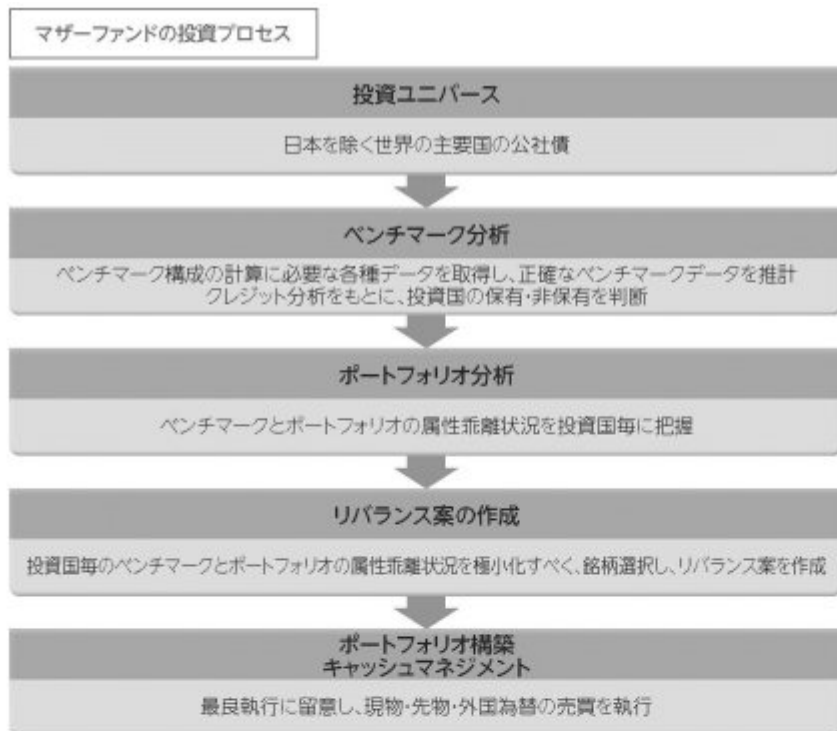 マザーファンドの投資プロセス
投資ユニバース
日本を除く世界の主要国の公社債
ベンチマーク分析
ベンチマーク構成の計算に必要な各種データを取得し、正確なベンチマークデータを推計
クレジット分析をもとに、投資国の保有・非保有を判断
ポートフォリオ分析
ベンチマークとポートフォリオの属性乖離状況を投資国毎に把握
リバランス案の作成
投資国毎のベンチマークとポートフォリオの属性乖離状況を極小化すべく、銘柄選択し、リバランス案を作成
ポートフォリオ構築
キャッシュマネジメント
最良執行に留意し、現物・先物・外国為替の売買を執行